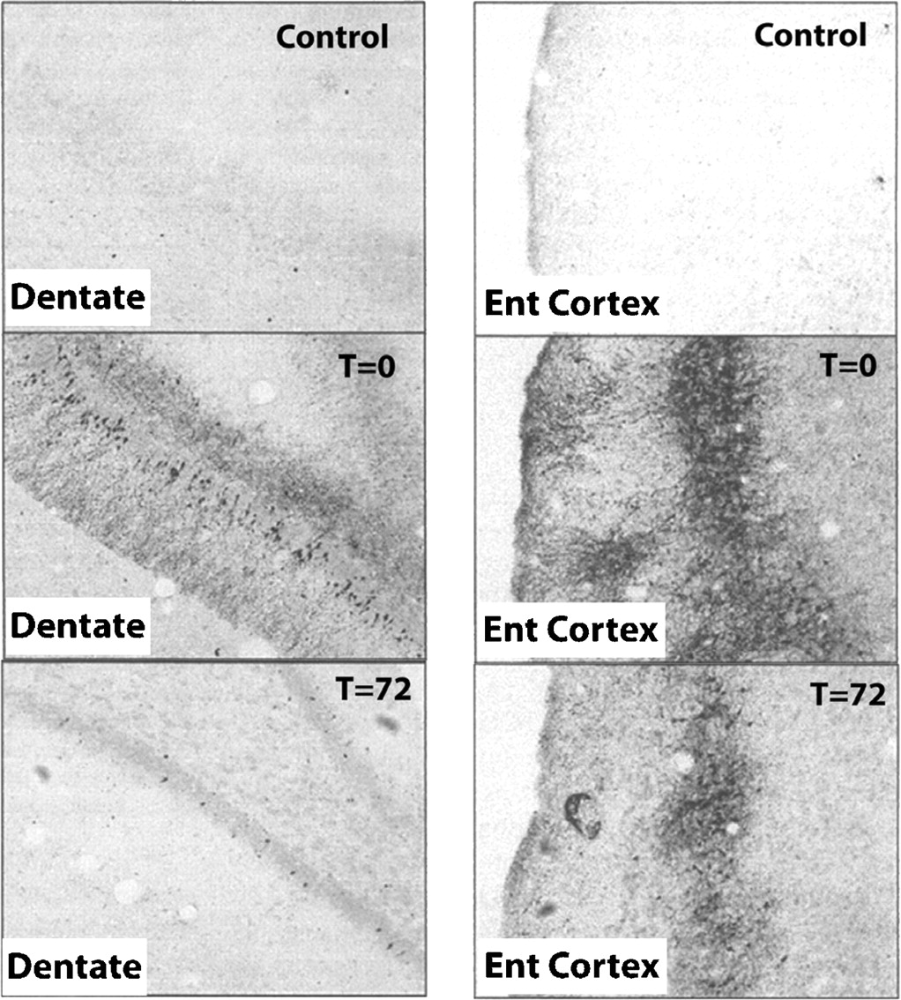 Control
Dentate
Control
Ent Cortex
T=0
Dentate
T=0
Ent Cortex
T=72
Dentate
T=72
Ent Cortex